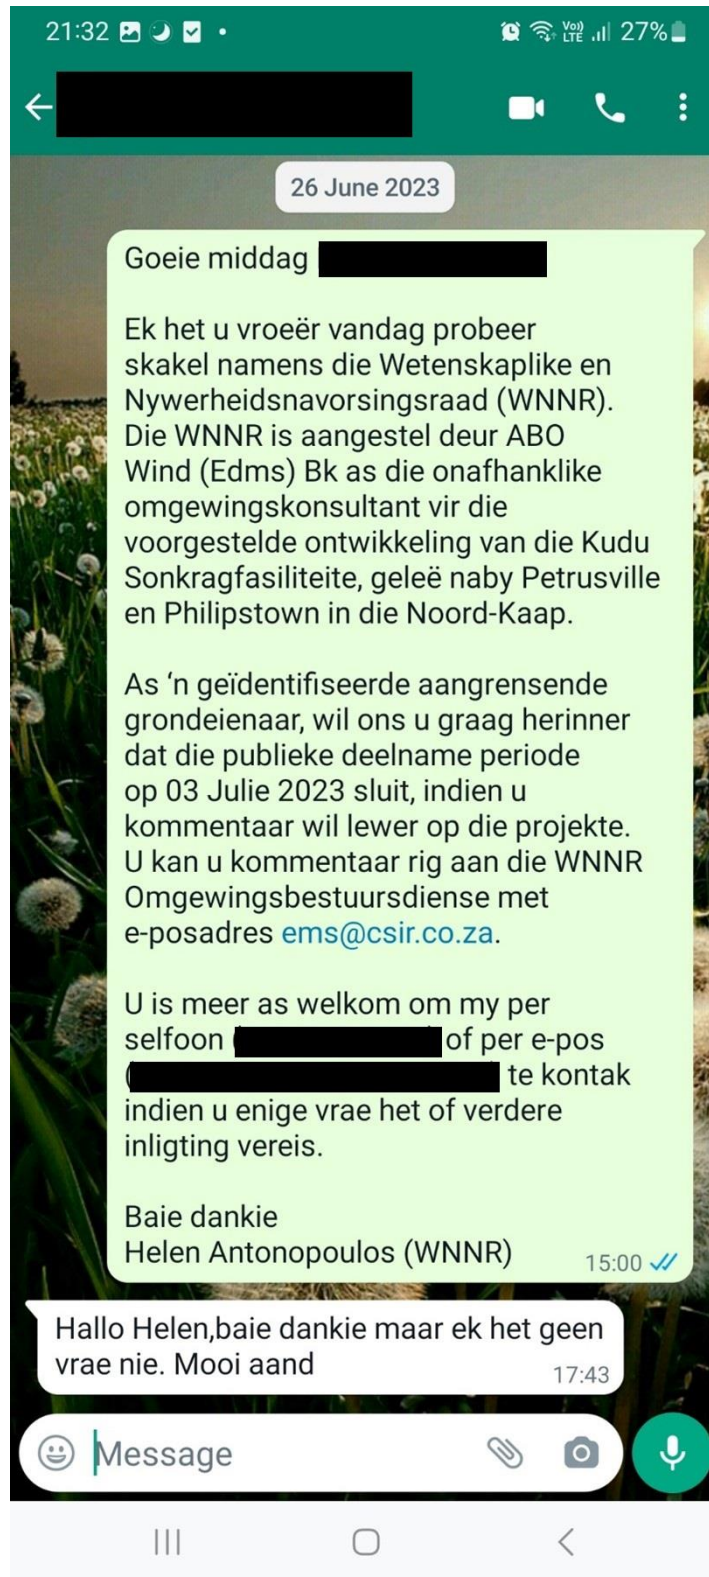 21:32
Vo))
LTE
27%
26 June 2023
Goeie middag
Ek het u vroeër vandag probeer
skakel namens die Wetenskaplike en
Nywerheidsnavorsingsraad (WNNR).
Die WNNR is aangestel deur ABO
Wind (Edms) Bk as die onafhanklike
omgewingskonsultant vir die
voorgestelde ontwikkeling van die Kudu
Sonkragfasiliteite, geleë naby Petrusville
en Philipstown in die Noord-Kaap.
As ‘n geïdentifiseerde aangrensende
grondeienaar, wil ons u graag herinner
dat die publieke deelname periode
op 03 Julie 2023 sluit, indien u
kommentaar wil lewer op die projekte.
U kan u kommentaar rig aan die WNNR
Omgewingsbestuursdiense met
e-posadres ems@csir.co.za.
U is meer as welkom om my per
selfoon ( ) of per e-pos
( ) te kontak
indien u enige vrae het of verdere
inligting vereis.
Baie dankie
Helen Antonopoulos (WNNR)
15:00
Hallo Helen,baie dankie maar ek het geen
vrae nie. Mooi aand
17:43
Message